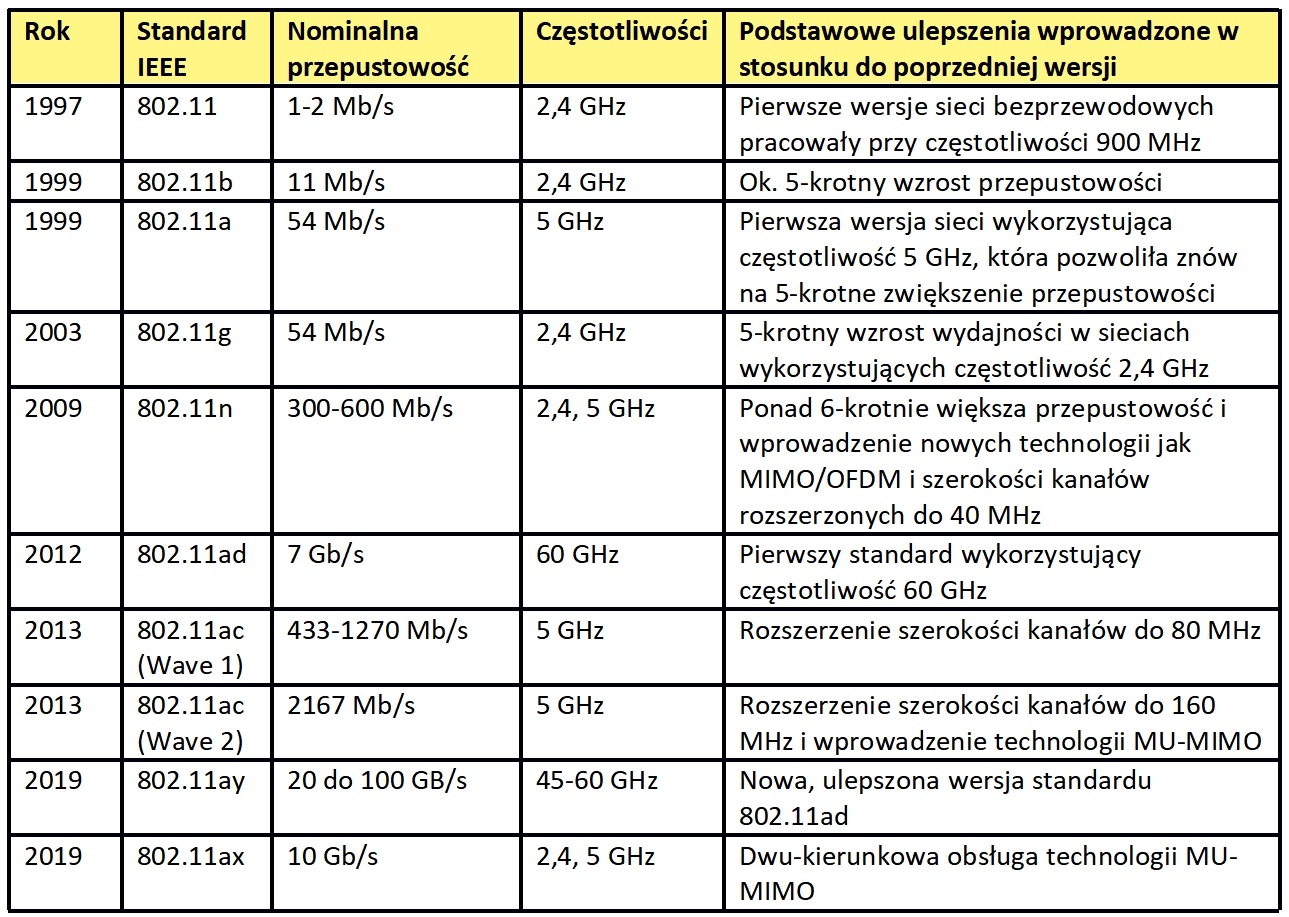 Rok
Standard
IEEE
Nominalna
przepustowość
Częstotliwości
Podstawowe ulepszenia wprowadzone w
stosunku do poprzedniej wersji
1997
802.11
1-2 Mb/s
2,4 GHz
Pierwsze wersje sieci bezprzewodowych
pracowały przy częstotliwości 900 MHz
1999
802.11b
11 Mb/s
2,4 GHz
Ok. 5-krotny wzrost przepustowości
1999
802.11a
54 Mb/s
5 GHz
Pierwsza wersja sieci wykorzystująca
częstotliwość 5 GHz, która pozwoliła znów
na 5-krotne zwiększenie przepustowości
2003
802.11g
54 Mb/s
2,4 GHz
5-krotny wzrost wydajności w sieciach
wykorzystujących częstotliwość 2,4 GHz
2009
802.11n
300-600 Mb/s
2,4, 5 GHz
Ponad 6-krotnie większa przepustowość i
wprowadzenie nowych technologii jak
MIMO/OFDM i szerokości kanałów
rozszerzonych do 40 MHz
2012
802.11ad
7 Gb/s
60 GHz
Pierwszy standard wykorzystujący
częstotliwość 60 GHz
2013
802.11ac
(Wave 1)
433-1270 Mb/s
5 GHz
Rozszerzenie szerokości kanałów do 80 MHz
2013
802.11ac
(Wave 2)
2167 Mb/s
5 GHz
Rozszerzenie szerokości kanałów do 160
MHz i wprowadzenie technologii MU-MIMO
2019
802.11ay
20 do 100 GB/s
45-60 GHz
Nowa, ulepszona wersja standardu
802.11ad
2019
802.11ax
10 Gb/s
2,4, 5 GHz
Dwu-kierunkowa obsługa technologii MU-
MIMO